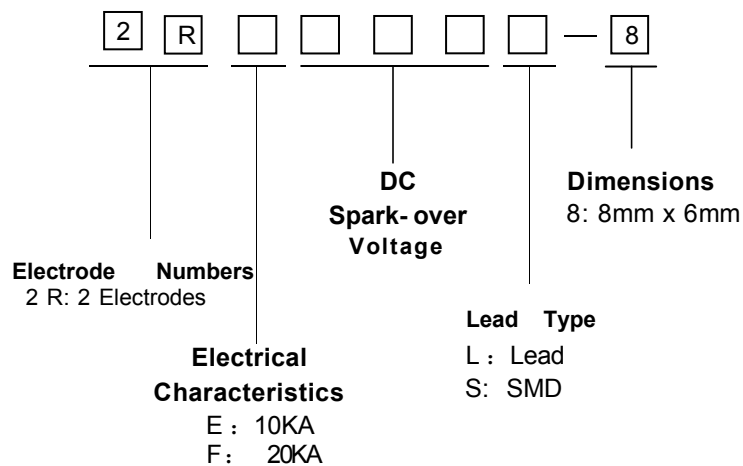 2 R — 8
DC
Spark- over
Voltage
Dimensions
8: 8mm x 6mm
Electrode Numbers
2 R: 2 Electrodes
Lead Type
L： Lead
S: SMD
Electrical
Characteristics
E： 10KA
F： 20KA